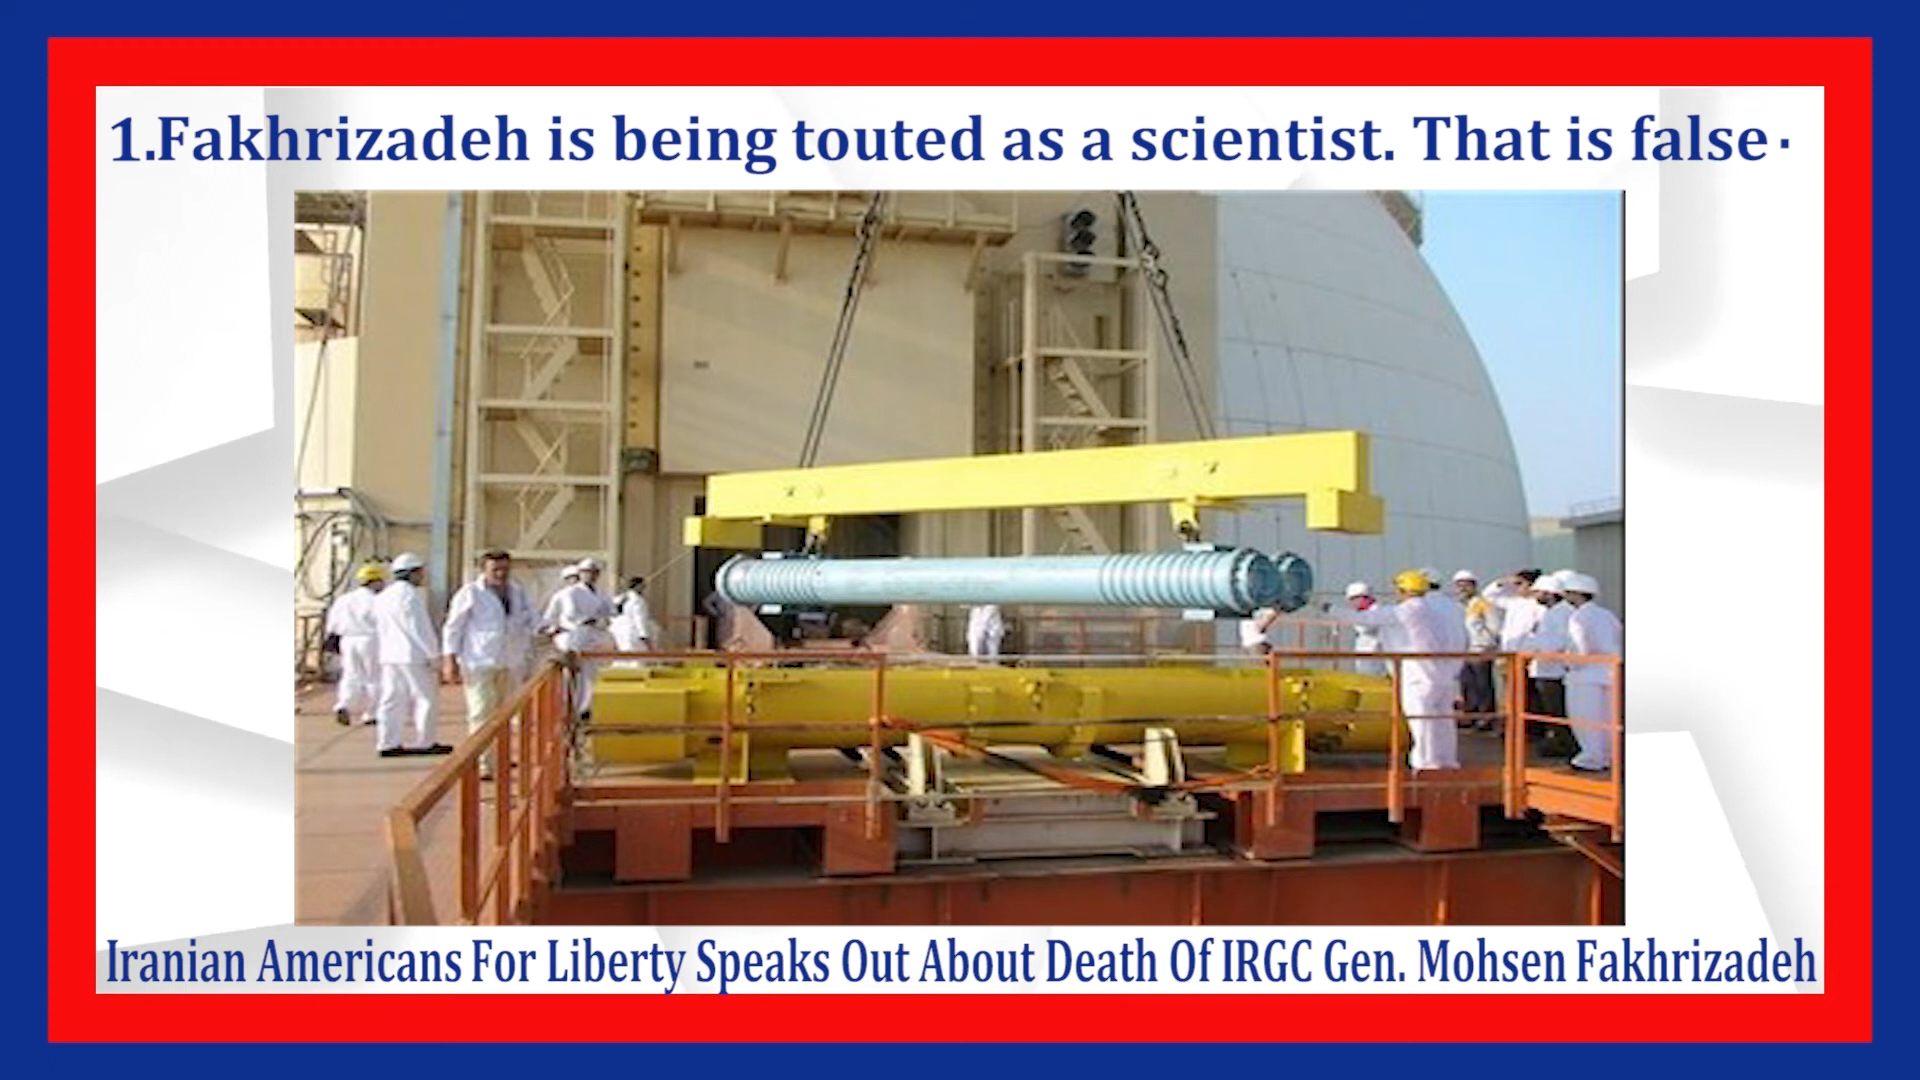 1.Fakhrizadeh is being touted as a scientist. That is false·
Iranian Americans For Liberty Speaks Out About Death Of IRGC Gen. Mohsen Fakhrizadeh